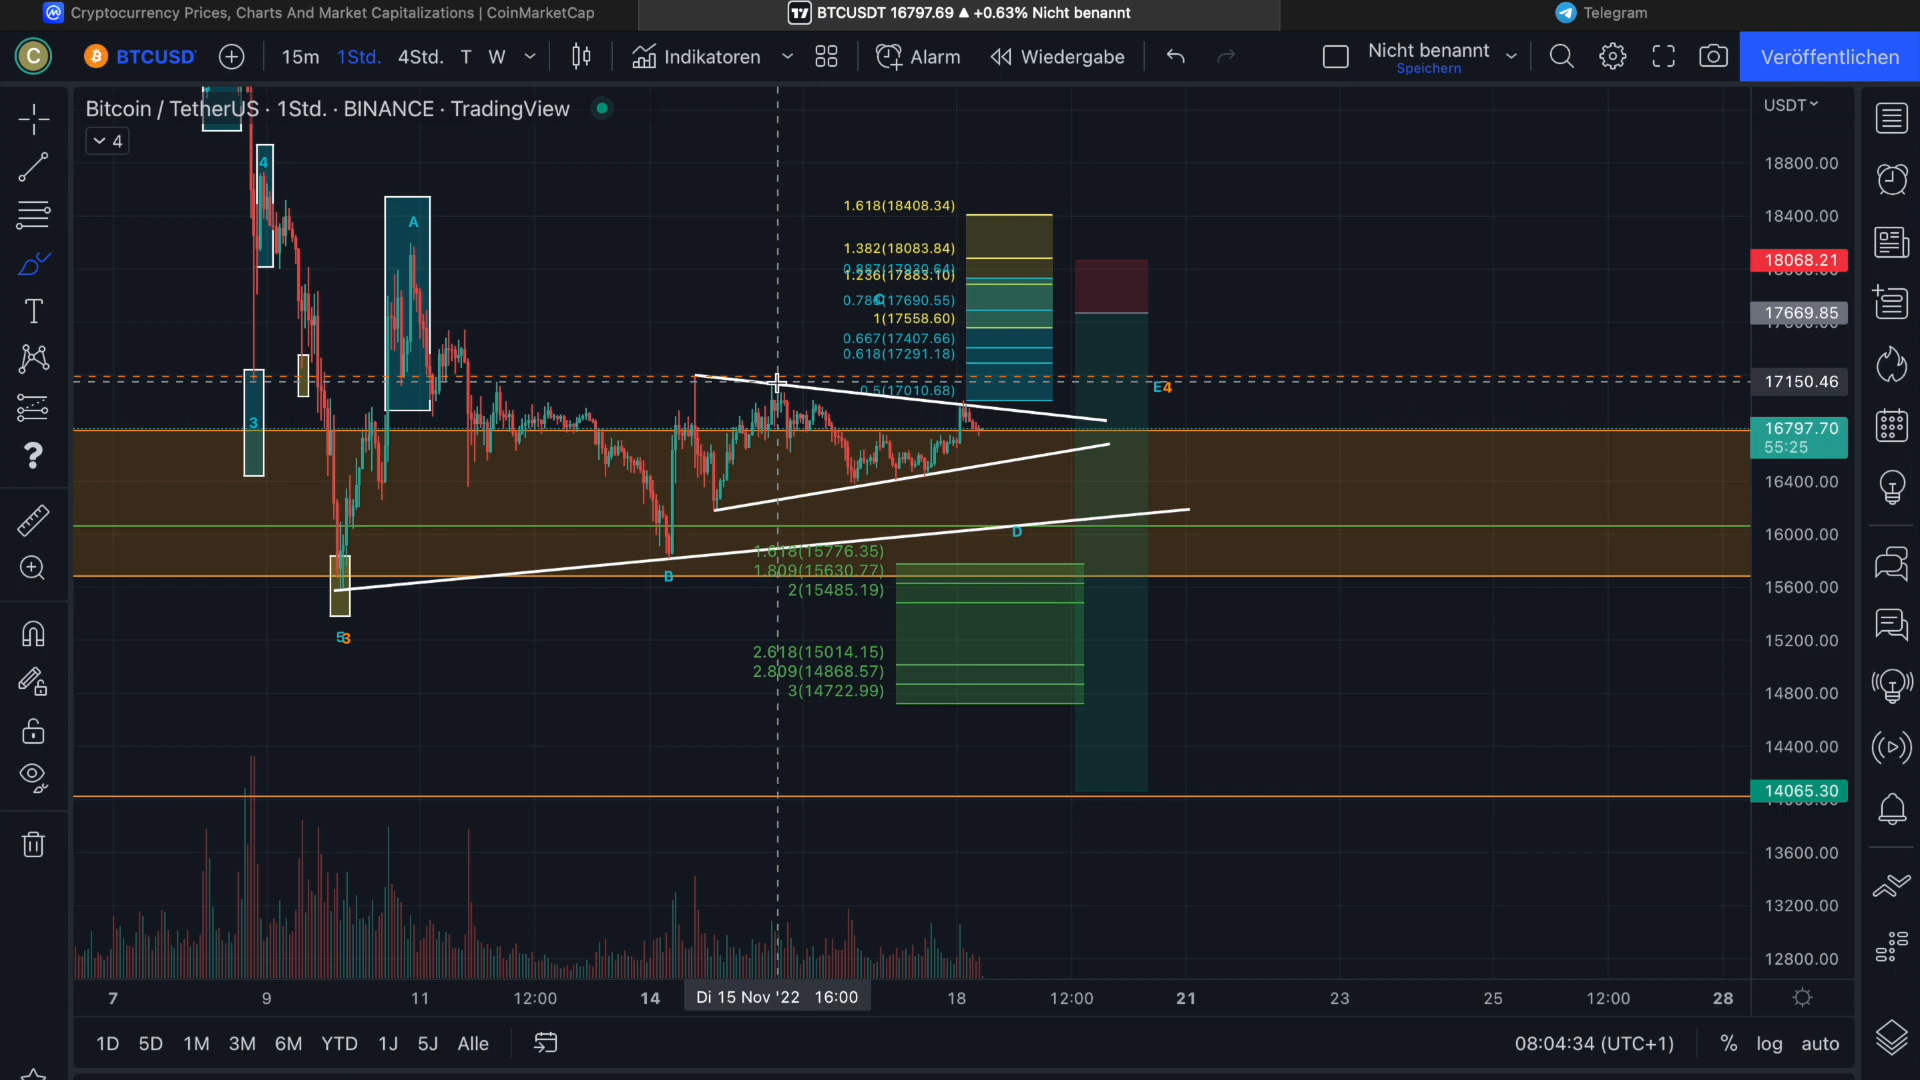 Cryptocurrency Prices, Charts And Market Capitalizations | CoinMarketCap
BTCUSDT 16797.69 ▲ +0.63% Nicht benannt
Telegram
C
BTCUSD
15m 1Std. 4Std. T W
Indikatoren
Alarm
Wiedergabe
Nicht benannt
Speichern
Veröffentlichen
Bitcoin / TetherUS · 1Std. · BINANCE · TradingView
4
USDT
18800.00
18400.00
18068.21
17669.85
17150.46
16797.70
55:25
16400.00
16000.00
15600.00
15200.00
14800.00
14400.00
14065.30
13600.00
13200.00
12800.00
4
A
3
53
B
D
E4
1.618(18408.34)
1.382(18083.84)
1.236(17883.10)
0.786(17690.55)
1(17558.60)
0.667(17407.66)
0.618(17291.18)
0.5(17010.68)
1.618(15776.35)
1.809(15630.77)
2(15485.19)
2.618(15014.15)
2.809(14868.57)
3(14722.99)
7 9 11 12:00 14 Di 15 Nov '22 16:00 18 12:00 21 23 25 12:00 28
1D 5D 1M 3M 6M YTD 1J 5J Alle
08:04:34 (UTC+1) % log auto